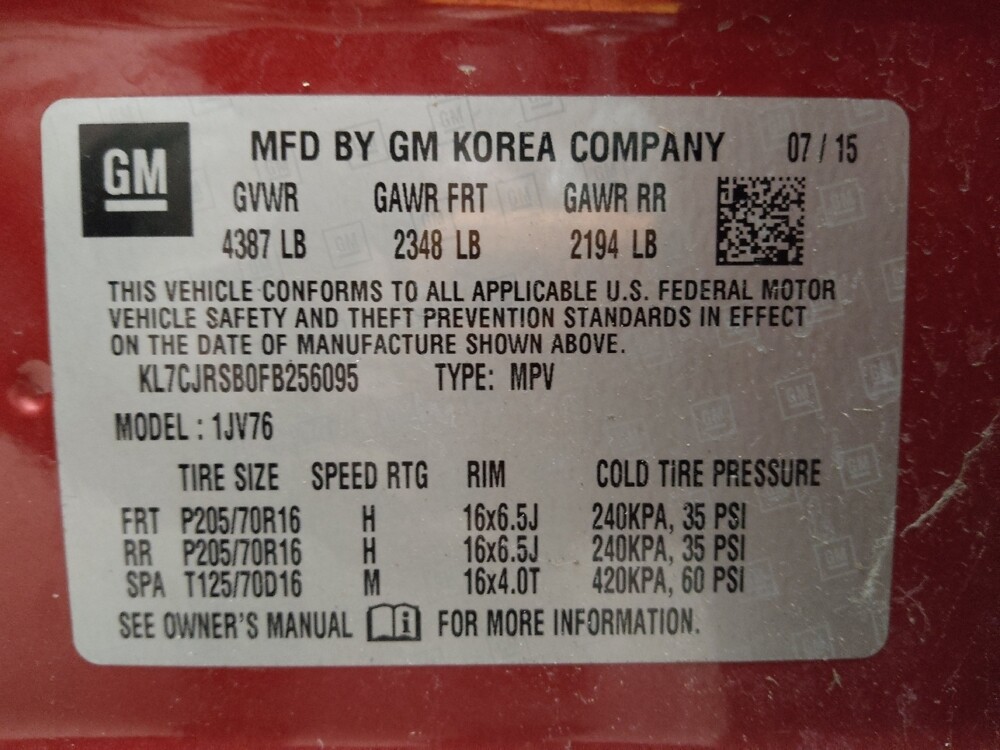 GM
MFD BY GM KOREA COMPANY 07 / 15
GVWR GAWR FRT GAWR RR
4387 LB 2348 LB 2194 LB
THIS VEHICLE CONFORMS TO ALL APPLICABLE U.S. FEDERAL MOTOR
VEHICLE SAFETY AND THEFT PREVENTION STANDARDS IN EFFECT
ON THE DATE OF MANUFACTURE SHOWN ABOVE.
KL7CJRSB0FB256095 TYPE: MPV
MODEL : 1JV76
TIRE SIZE SPEED RTG RIM COLD TIRE PRESSURE
FRT P205/70R16 H 16x6.5J 240KPA, 35 PSI
RR P205/70R16 H 16x6.5J 240KPA, 35 PSI
SPA T125/70D16 M 16x4.0T 420KPA, 60 PSI
SEE OWNER'S MANUAL i FOR MORE INFORMATION.